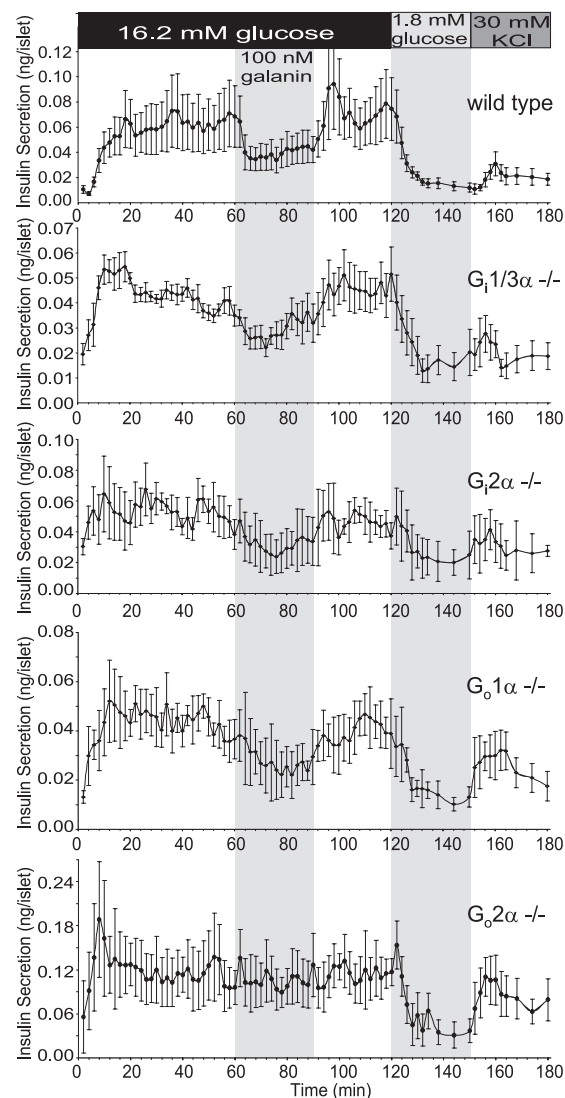 16.2 mM glucose
1.8 mM
glucose
30 mM
KCl
100 nM
galanin
wild type
Insulin Secretion (ng/islet)
0.12
0.10
0.08
0.06
0.04
0.02
0.00
0 20 40 60 80 100 120 140 160 180
Gi1/3α -/-
Insulin Secretion (ng/islet)
0.07
0.06
0.05
0.04
0.03
0.02
0.01
0.00
0 20 40 60 80 100 120 140 160 180
Gi2α -/-
Insulin Secretion (ng/islet)
0.10
0.08
0.06
0.04
0.02
0.00
0 20 40 60 80 100 120 140 160 180
Go1α -/-
Insulin Secretion (ng/islet)
0.08
0.06
0.04
0.02
0.00
0 20 40 60 80 100 120 140 160 180
Go2α -/-
Insulin Secretion (ng/islet)
0.24
0.18
0.12
0.06
0.00
0 20 40 60 80 100 120 140 160 180
Time (min)